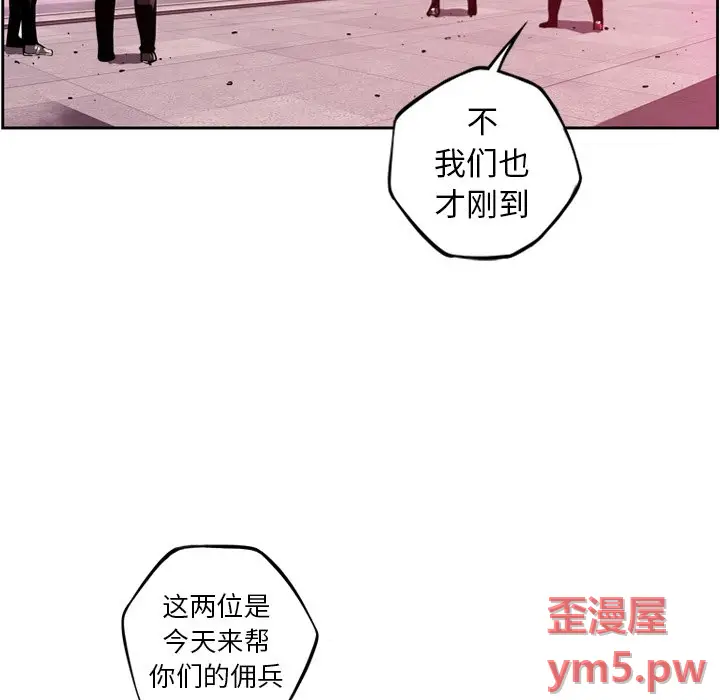 不
我们也
才刚到
这两位是
今天来帮
你们的佣兵
歪漫屋
ym5.pw